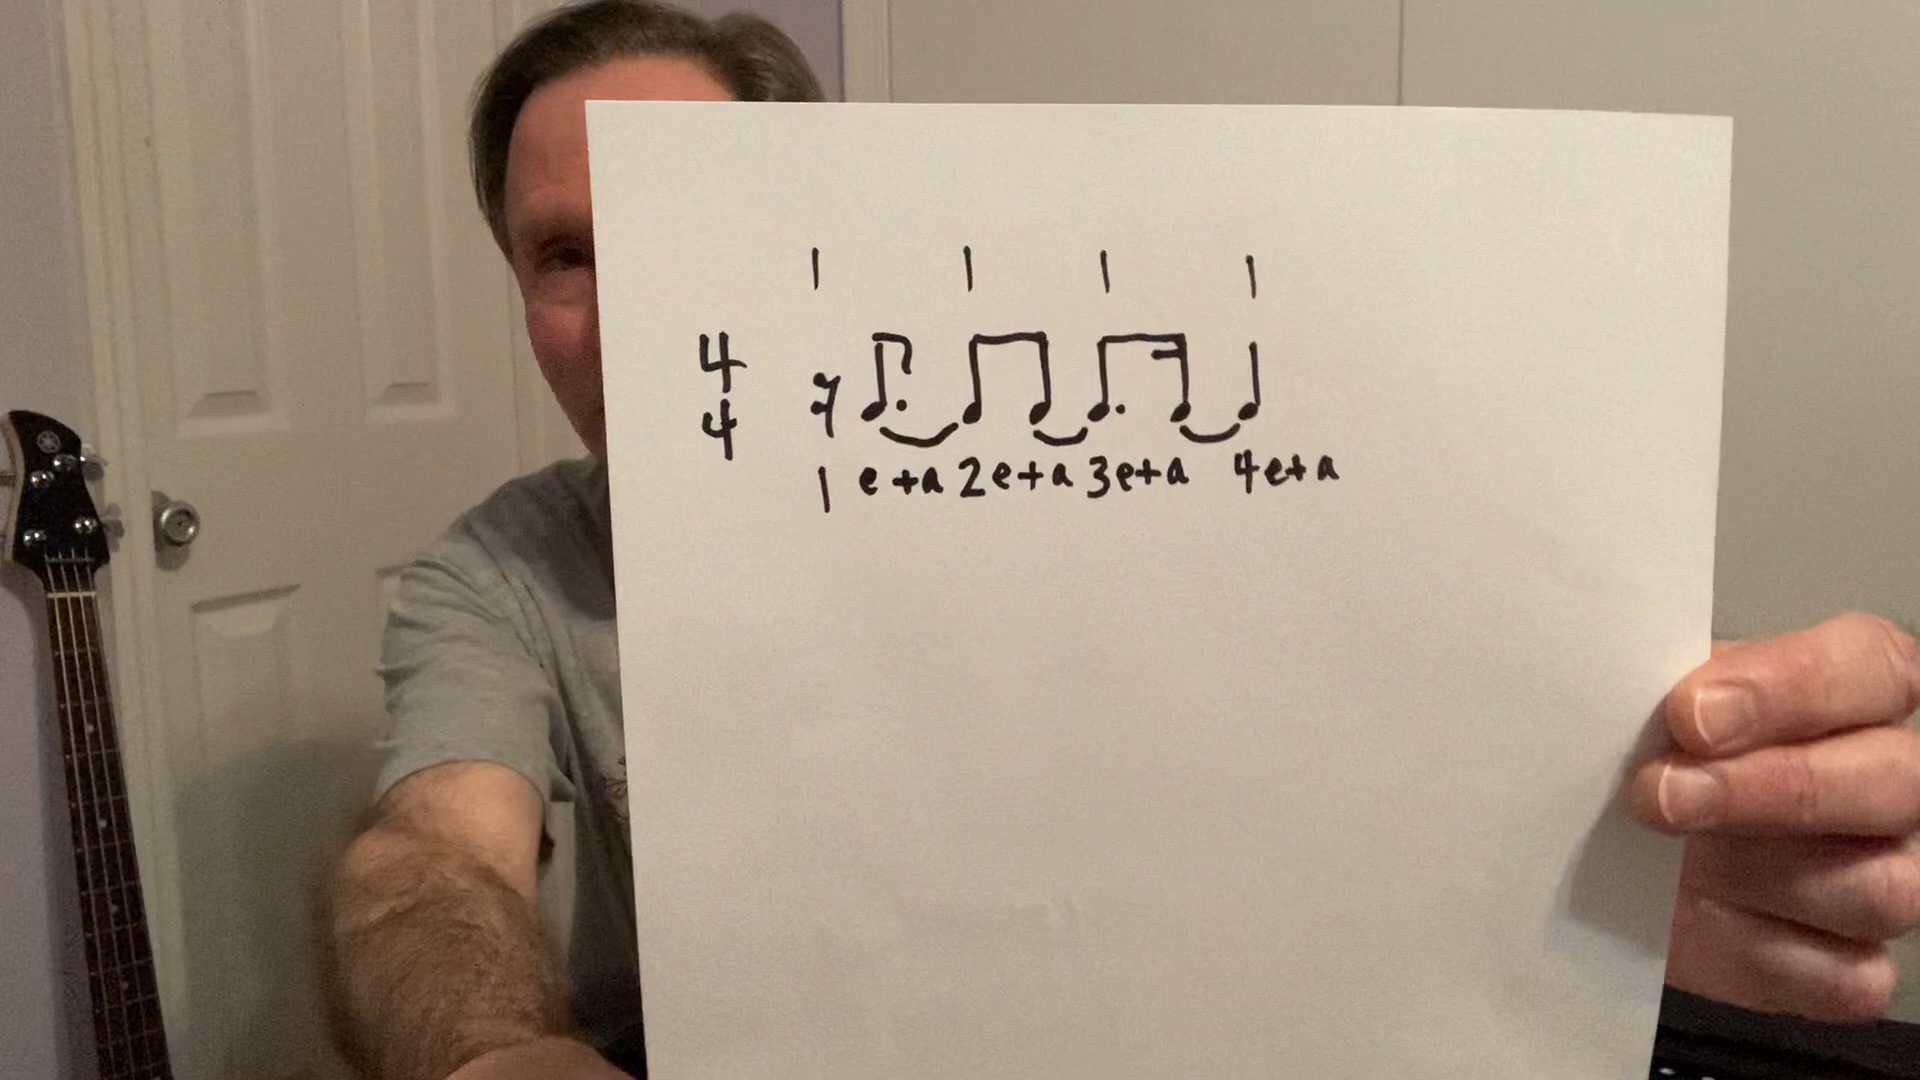 | | | |
4
4
1 e + a 2 e + a 3 e + a 4 e + a